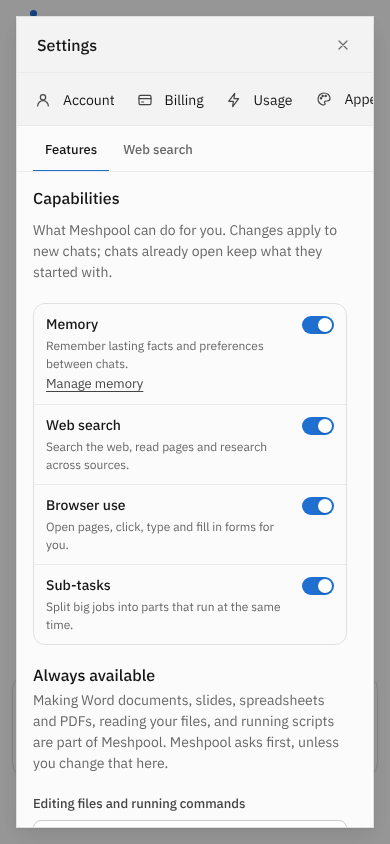 Settings
Account Billing Usage Appe
Features Web search
Capabilities
What Meshpool can do for you. Changes apply to
new chats; chats already open keep what they
started with.
Memory
Remember lasting facts and preferences
between chats.
Manage memory
Web search
Search the web, read pages and research
across sources.
Browser use
Open pages, click, type and fill in forms for
you.
Sub-tasks
Split big jobs into parts that run at the same
time.
Always available
Making Word documents, slides, spreadsheets
and PDFs, reading your files, and running scripts
are part of Meshpool. Meshpool asks first, unless
you change that here.
Editing files and running commands